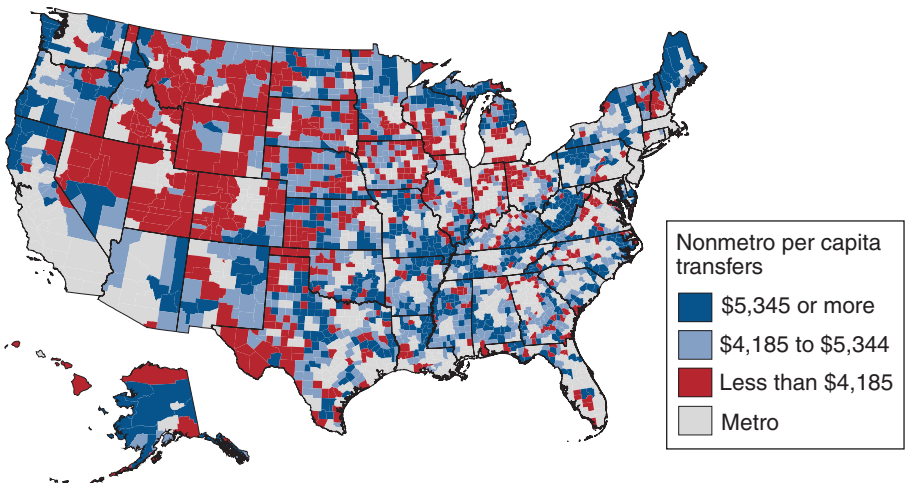 Nonmetro per capita
transfers
$5,345 or more
$4,185 to $5,344
Less than $4,185
Metro